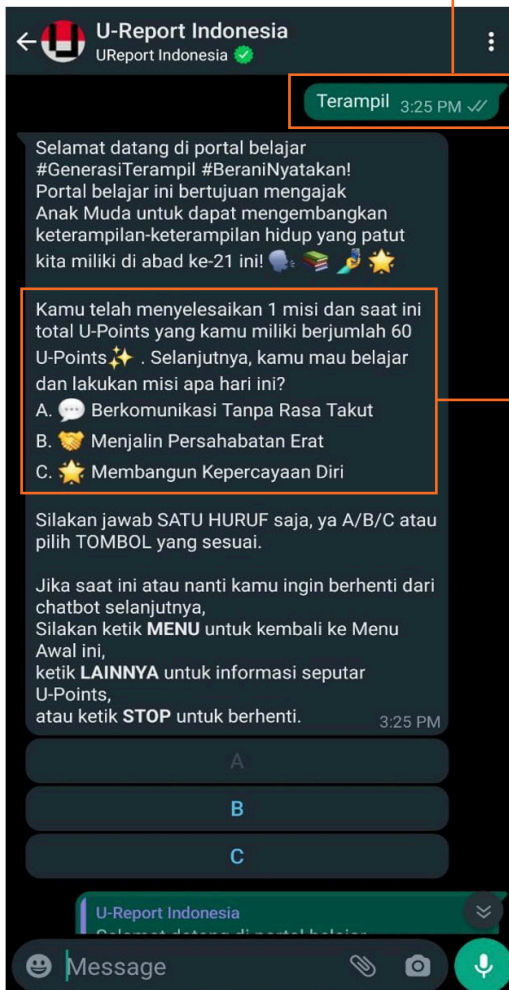 U-Report Indonesia
UReport Indonesia
Terampil 3:25 PM
Selamat datang di portal belajar
#GenerasiTerampil #BeraniNyatakan!
Portal belajar ini bertujuan mengajak
Anak Muda untuk dapat mengembangkan
keterampilan-keterampilan hidup yang patut
kita miliki di abad ke-21 ini! 🗣️ 📚 🤳 🌟
Kamu telah menyelesaikan 1 misi dan saat ini
total U-Points yang kamu miliki berjumlah 60
U-Points✨ . Selanjutnya, kamu mau belajar
dan lakukan misi apa hari ini?
A. 💬 Berkomunikasi Tanpa Rasa Takut
B. 🤝 Menjalin Persahabatan Erat
C. 🌟 Membangun Kepercayaan Diri
Silakan jawab SATU HURUF saja, ya A/B/C atau
pilih TOMBOL yang sesuai.
Jika saat ini atau nanti kamu ingin berhenti dari
chatbot selanjutnya,
Silakan ketik MENU untuk kembali ke Menu
Awal ini,
ketik LAINNYA untuk informasi seputar
U-Points,
atau ketik STOP untuk berhenti. 3:25 PM
A
B
C
U-Report Indonesia
Message